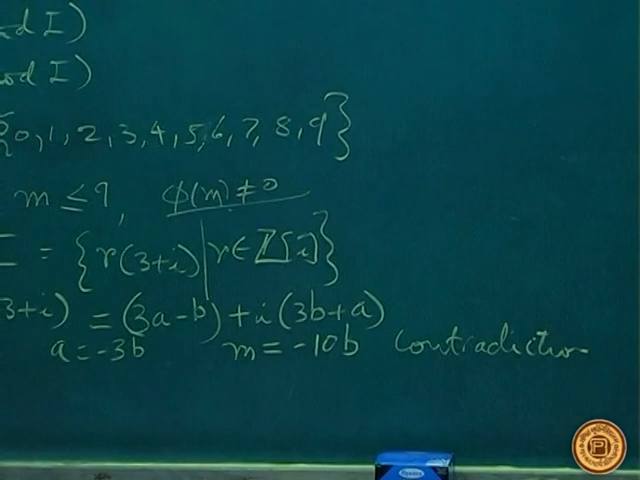 od I)
od I)
{0,1,2,3,4,5,6,7,8,9}
m ≤ 9, φ(m) ≠ 0
= {r(3+i) | r∈ℤ[i]}
3+i) = (3a-b)+i(3b+a)
a=-3b m=-10b contradiction